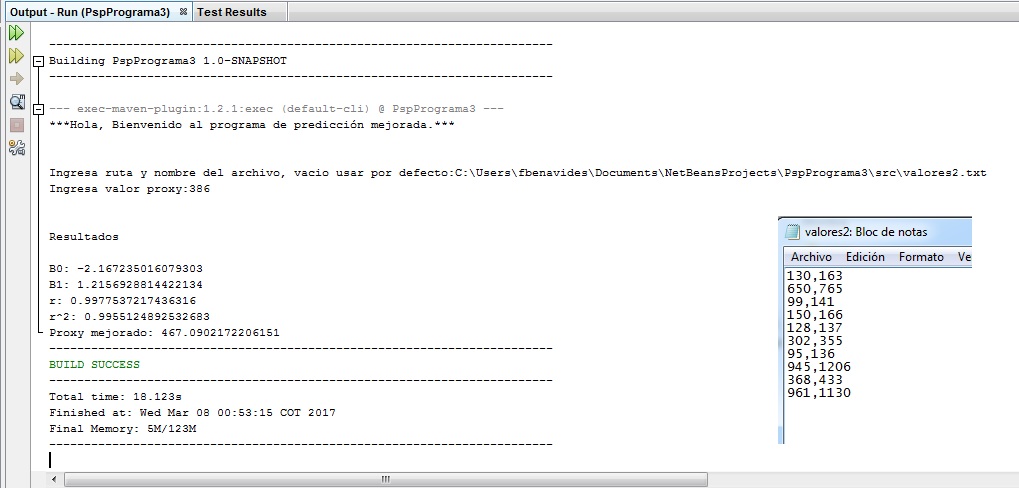 Output - Run (PspPrograma3)
Test Results
Building PspPrograma3 1.0-SNAPSHOT
--- exec-maven-plugin:1.2.1:exec (default-cli) @ PspPrograma3 ---
***Hola, Bienvenido al programa de predicción mejorada.***
Ingresa ruta y nombre del archivo, vacio usar por defecto:C:\Users\fbenavides\Documents\NetBeansProjects\PspPrograma3\src\valores2.txt
Ingresa valor proxy:386
Resultados
B0: -2.167235016079303
B1: 1.2156928814422134
r: 0.9977537217436316
r^2: 0.9955124892532683
Proxy mejorado: 467.0902172206151
BUILD SUCCESS
Total time: 18.123s
Finished at: Wed Mar 08 00:53:15 COT 2017
Final Memory: 5M/123M
valores2: Bloc de notas
Archivo Edición Formato Ve
130,163
650,765
99,141
150,166
128,137
302,355
95,136
945,1206
368,433
961,1130